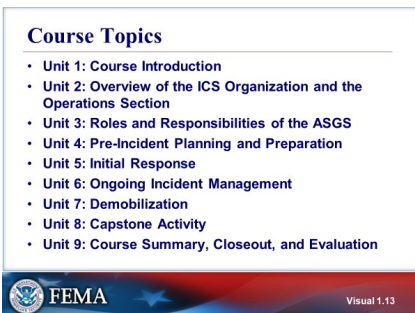 Course Topics
• Unit 1: Course Introduction
• Unit 2: Overview of the ICS Organization and the
Operations Section
• Unit 3: Roles and Responsibilities of the ASGS
• Unit 4: Pre-Incident Planning and Preparation
• Unit 5: Initial Response
• Unit 6: Ongoing Incident Management
• Unit 7: Demobilization
• Unit 8: Capstone Activity
• Unit 9: Course Summary, Closeout, and Evaluation
FEMA
Visual 1.13